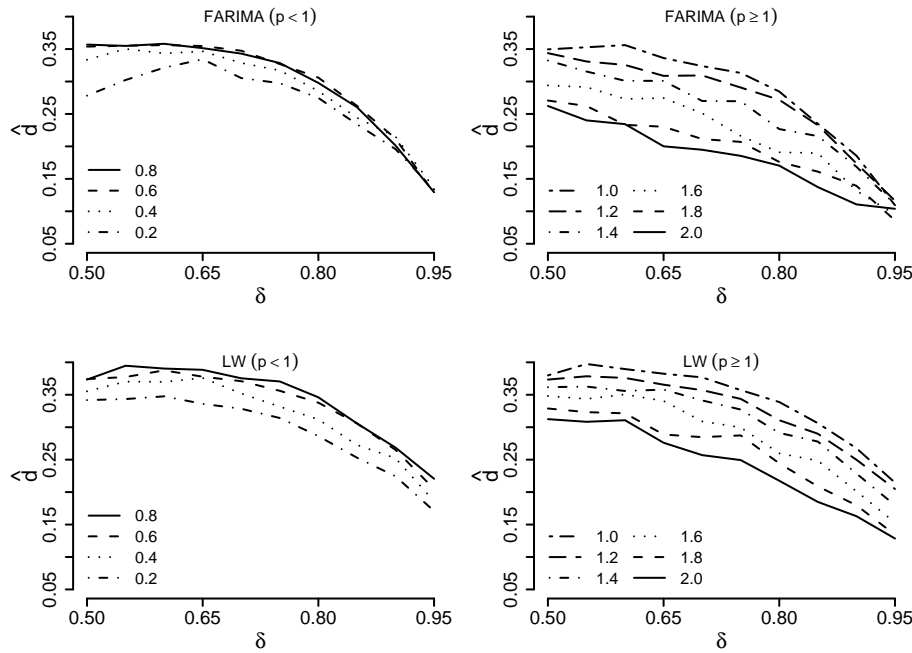 FARIMA (p < 1)
0.05 0.15 0.25 0.35
d̂
0.8
0.6
0.4
0.2
0.50 0.65 0.80 0.95
δ
FARIMA (p ≥ 1)
0.05 0.15 0.25 0.35
d̂
1.0 1.6
1.2 1.8
1.4 2.0
0.50 0.65 0.80 0.95
δ
LW (p < 1)
0.05 0.15 0.25 0.35
d̂
0.8
0.6
0.4
0.2
0.50 0.65 0.80 0.95
δ
LW (p ≥ 1)
0.05 0.15 0.25 0.35
d̂
1.0 1.6
1.2 1.8
1.4 2.0
0.50 0.65 0.80 0.95
δ